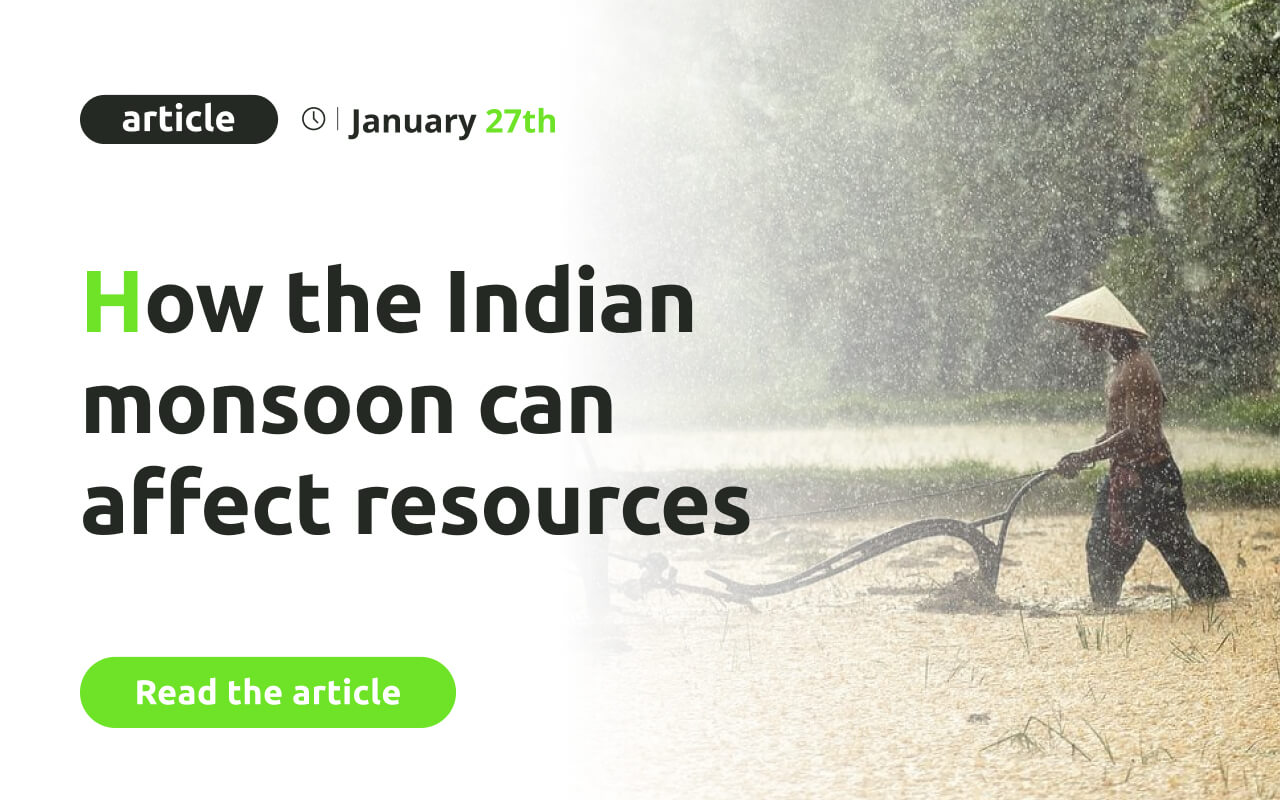 article
January 27th
How the Indian
monsoon can
affect resources
Read the article